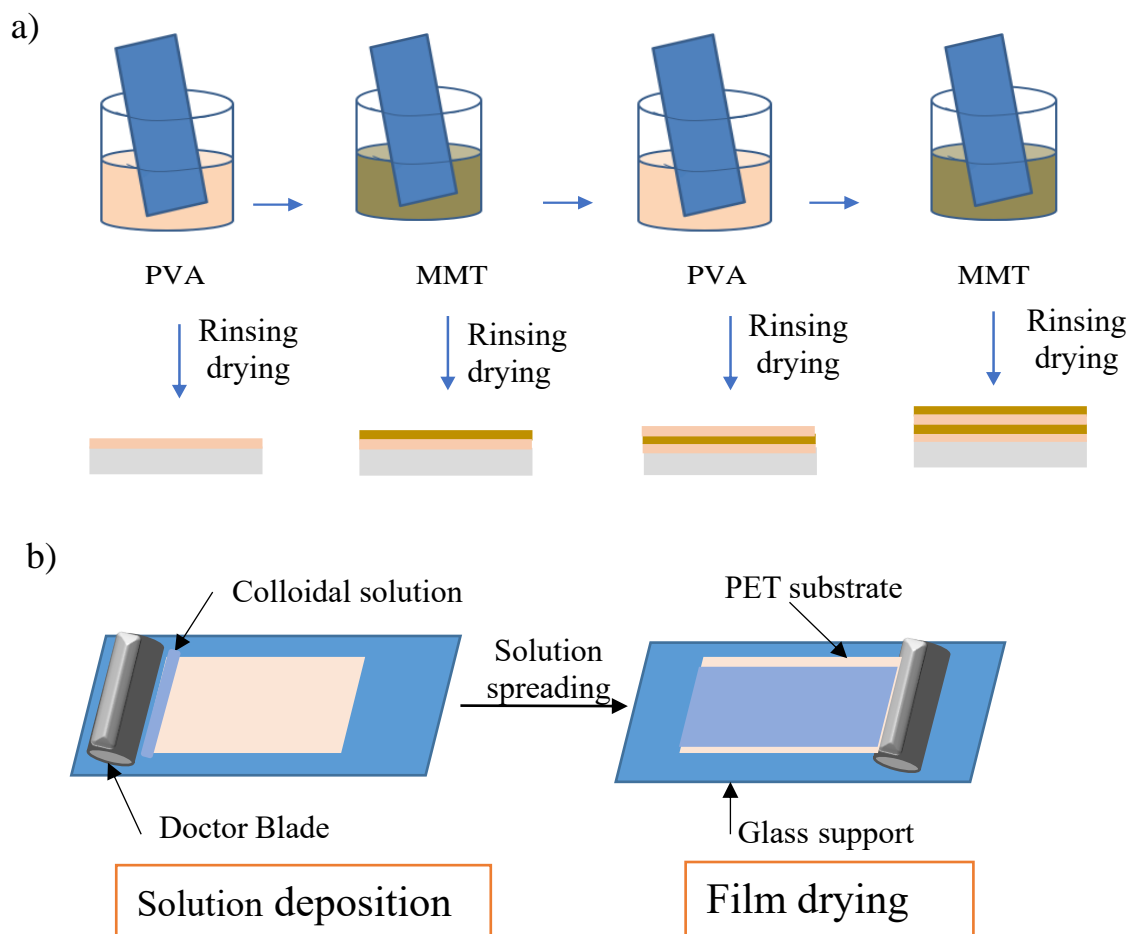 a)
PVA
MMT
PVA
MMT
Rinsing
drying
Rinsing
drying
Rinsing
drying
Rinsing
drying
b)
Colloidal solution
PET substrate
Solution
spreading
Doctor Blade
Glass support
Solution deposition
Film drying